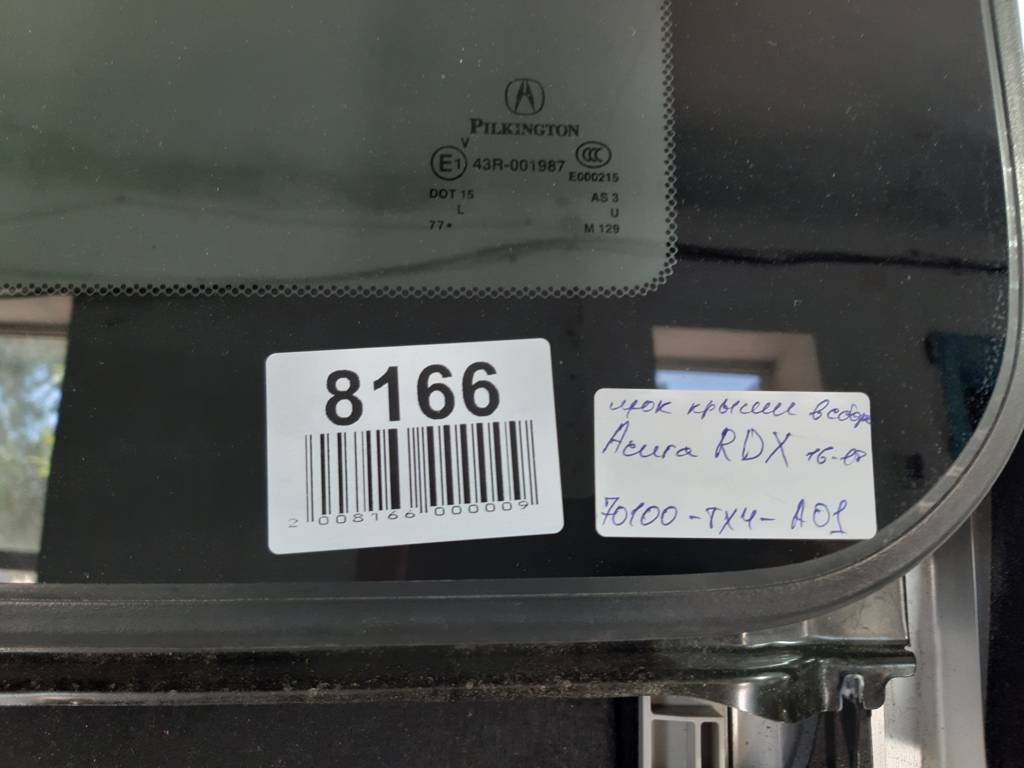 PILKINGTON
V
E1 43R-001987 CCC
E000215
DOT 15 AS 3
L U
77• M 129
8166
2 008166 000009
люк крыши в сборе
Acura RDX 16-18
70100-TX4-A01